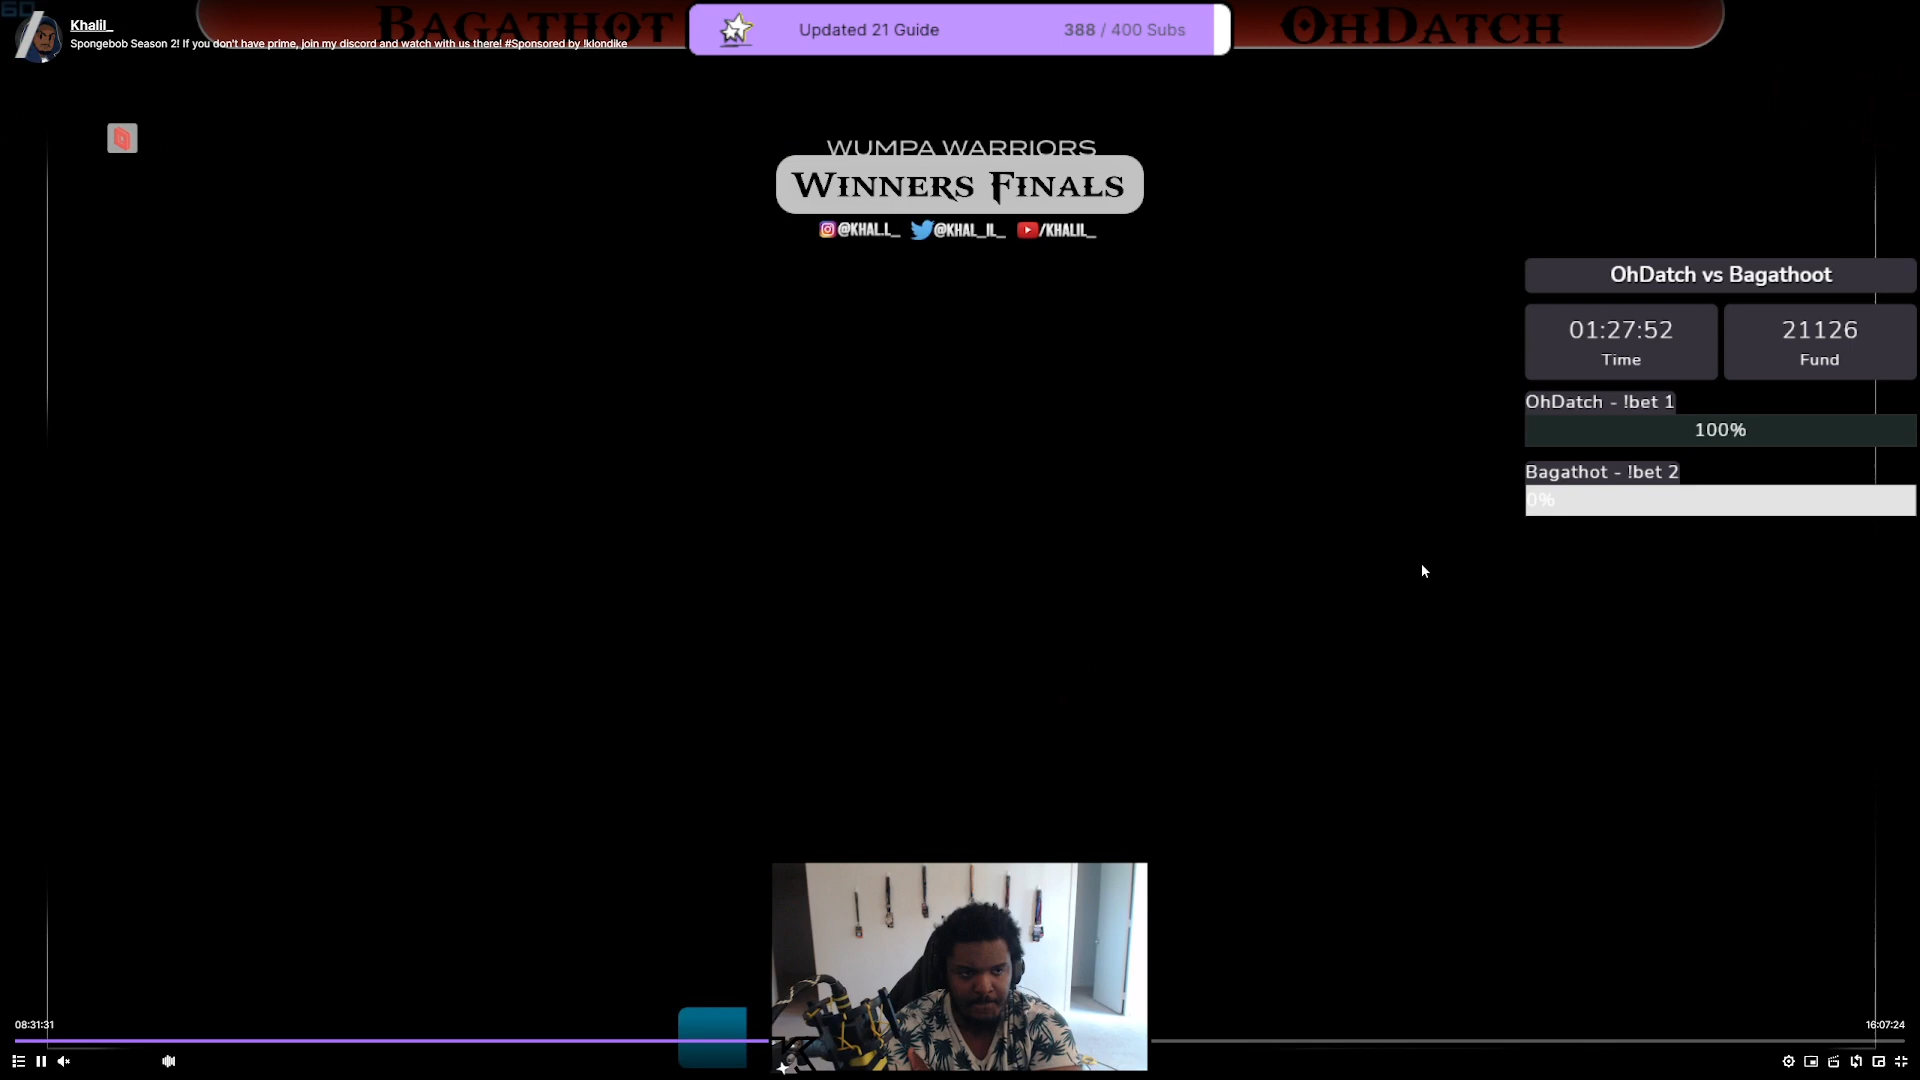 60
Khalil_
Spongebob Season 2! If you don't have prime, join my discord and watch with us there! #Sponsored by !klondike
Bagathot
Updated 21 Guide
388 / 400 Subs
OhDatch
WUMPA WARRIORS
Winners Finals
@KHAL.L_ @KHAL_IL_ /KHALIL_
OhDatch vs Bagathoot
01:27:52
Time
21126
Fund
OhDatch - !bet 1
100%
Bagathot - !bet 2
0%
08:31:31
16:07:24
K